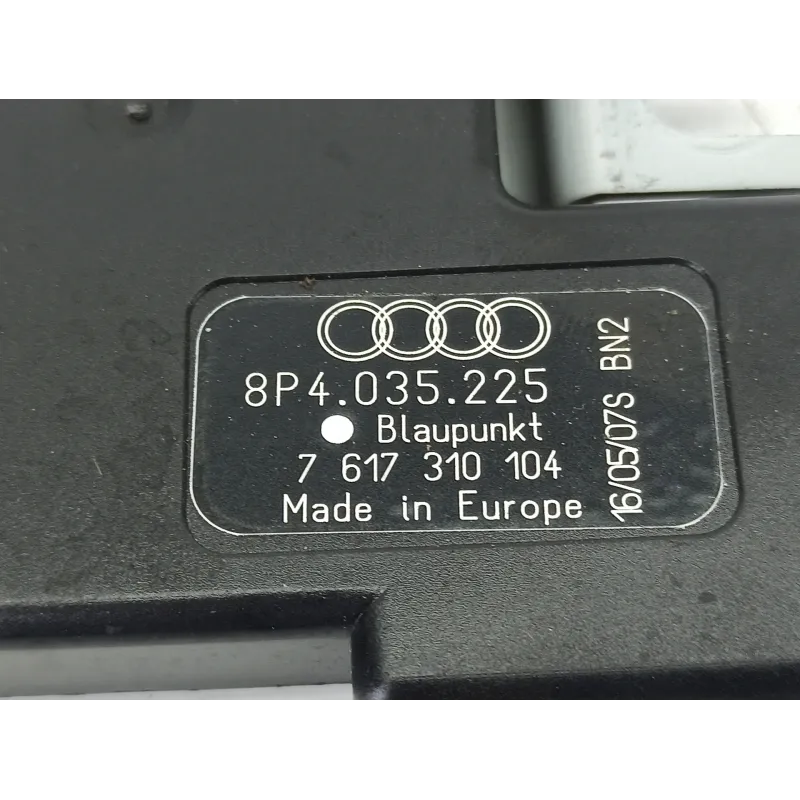 8P4.035.225
Blaupunkt
7 617 310 104
Made in Europe
16/05/07S BN2